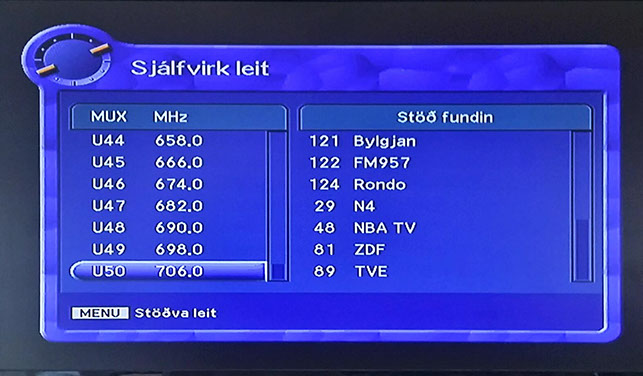 Sjálfvirk leit
MUX MHz
U44 658.0
U45 666.0
U46 674.0
U47 682.0
U48 690.0
U49 698.0
U50 706.0
Stöð fundin
121 Bylgjan
122 FM957
124 Rondo
29 N4
48 NBA TV
81 ZDF
89 TVE
MENU Stöðva leit